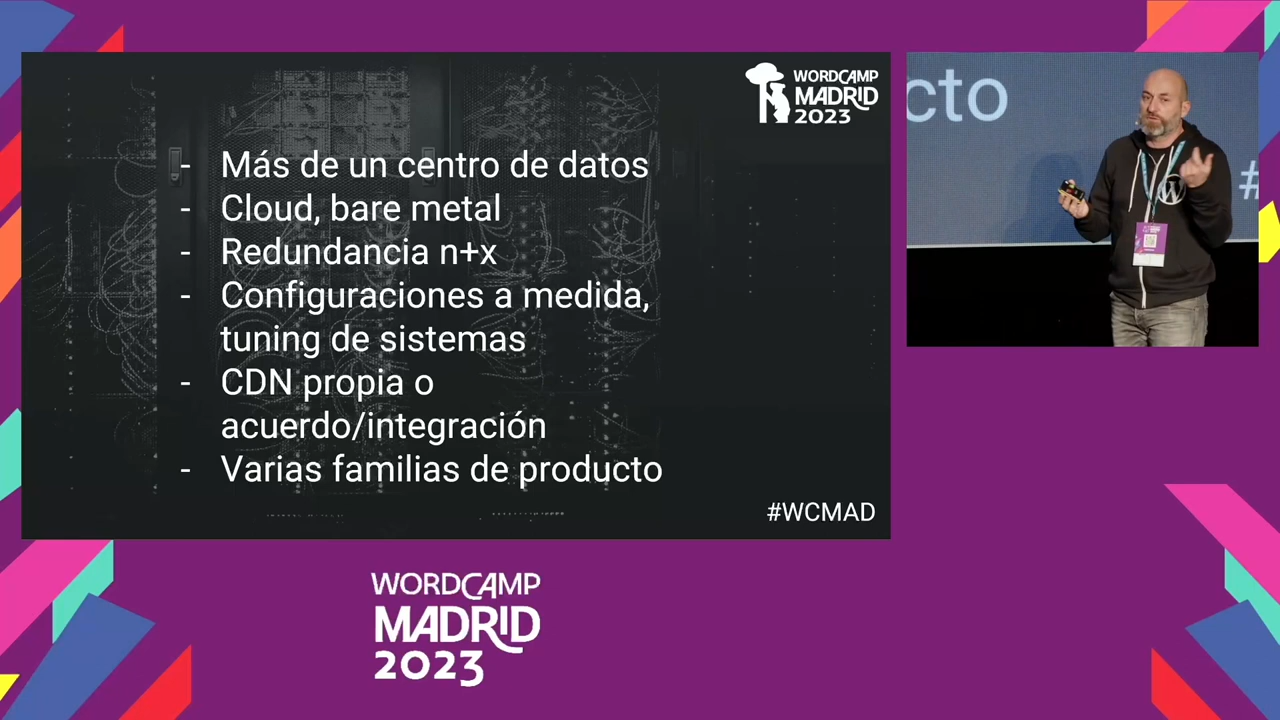 WORDCAMP
MADRID
2023
- Más de un centro de datos
- Cloud, bare metal
- Redundancia n+x
- Configuraciones a medida,
tuning de sistemas
- CDN propia o
acuerdo/integración
- Varias familias de producto
#WCMAD
cto
#
WORDCAMP
MADRID
2023